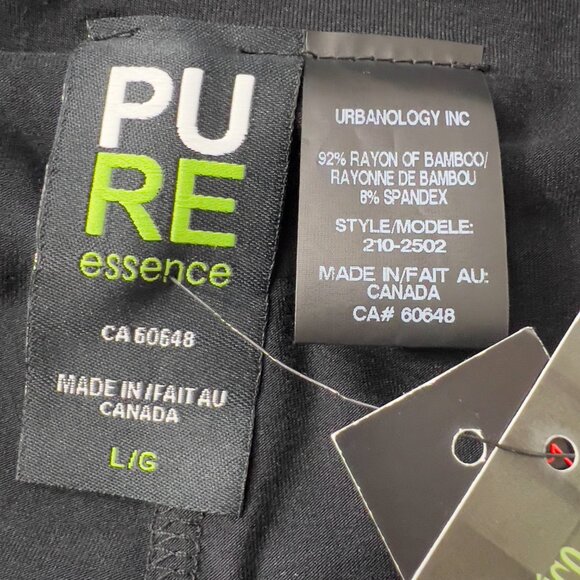 PU
RE
essence
CA 60648
MADE IN/FAIT AU
CANADA
L/G
URBANOLOGY INC
92% RAYON OF BAMBOO/
RAYONNE DE BAMBOU
8% SPANDEX
STYLE/MODELE:
210-2502
MADE IN/FAIT AU:
CANADA
CA# 60648